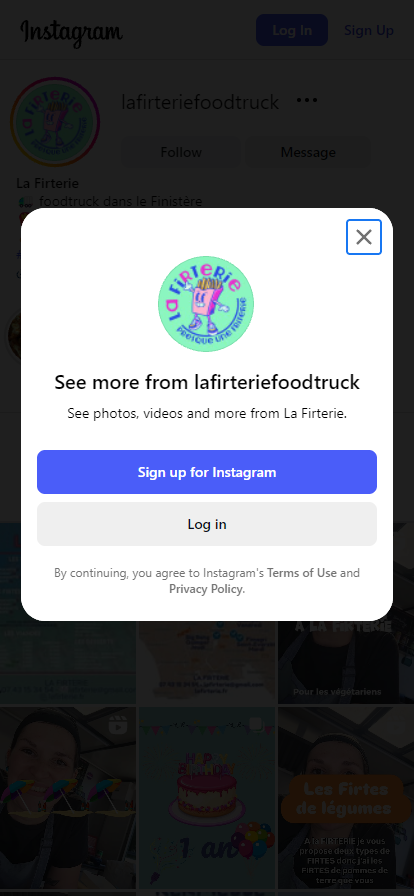 Instagram
Log In
Sign Up
lafirteriefoodtruck
Follow
Message
La Firterie
foodtruck dans le Finistère
LA FIRTERIE
PRESQUE UNE FRITERIE
See more from lafirteriefoodtruck
See photos, videos and more from La Firterie.
Sign up for Instagram
Log in
By continuing, you agree to Instagram's Terms of Use and
Privacy Policy.
À LA FIRTERIE
Pour les végétariens
1 an
Les Firtes
de légumes
A LA FIRTERIE je vous
propose deux types de
FIRTES donc j'ai les
FIRTES de pommes de
terre que vous